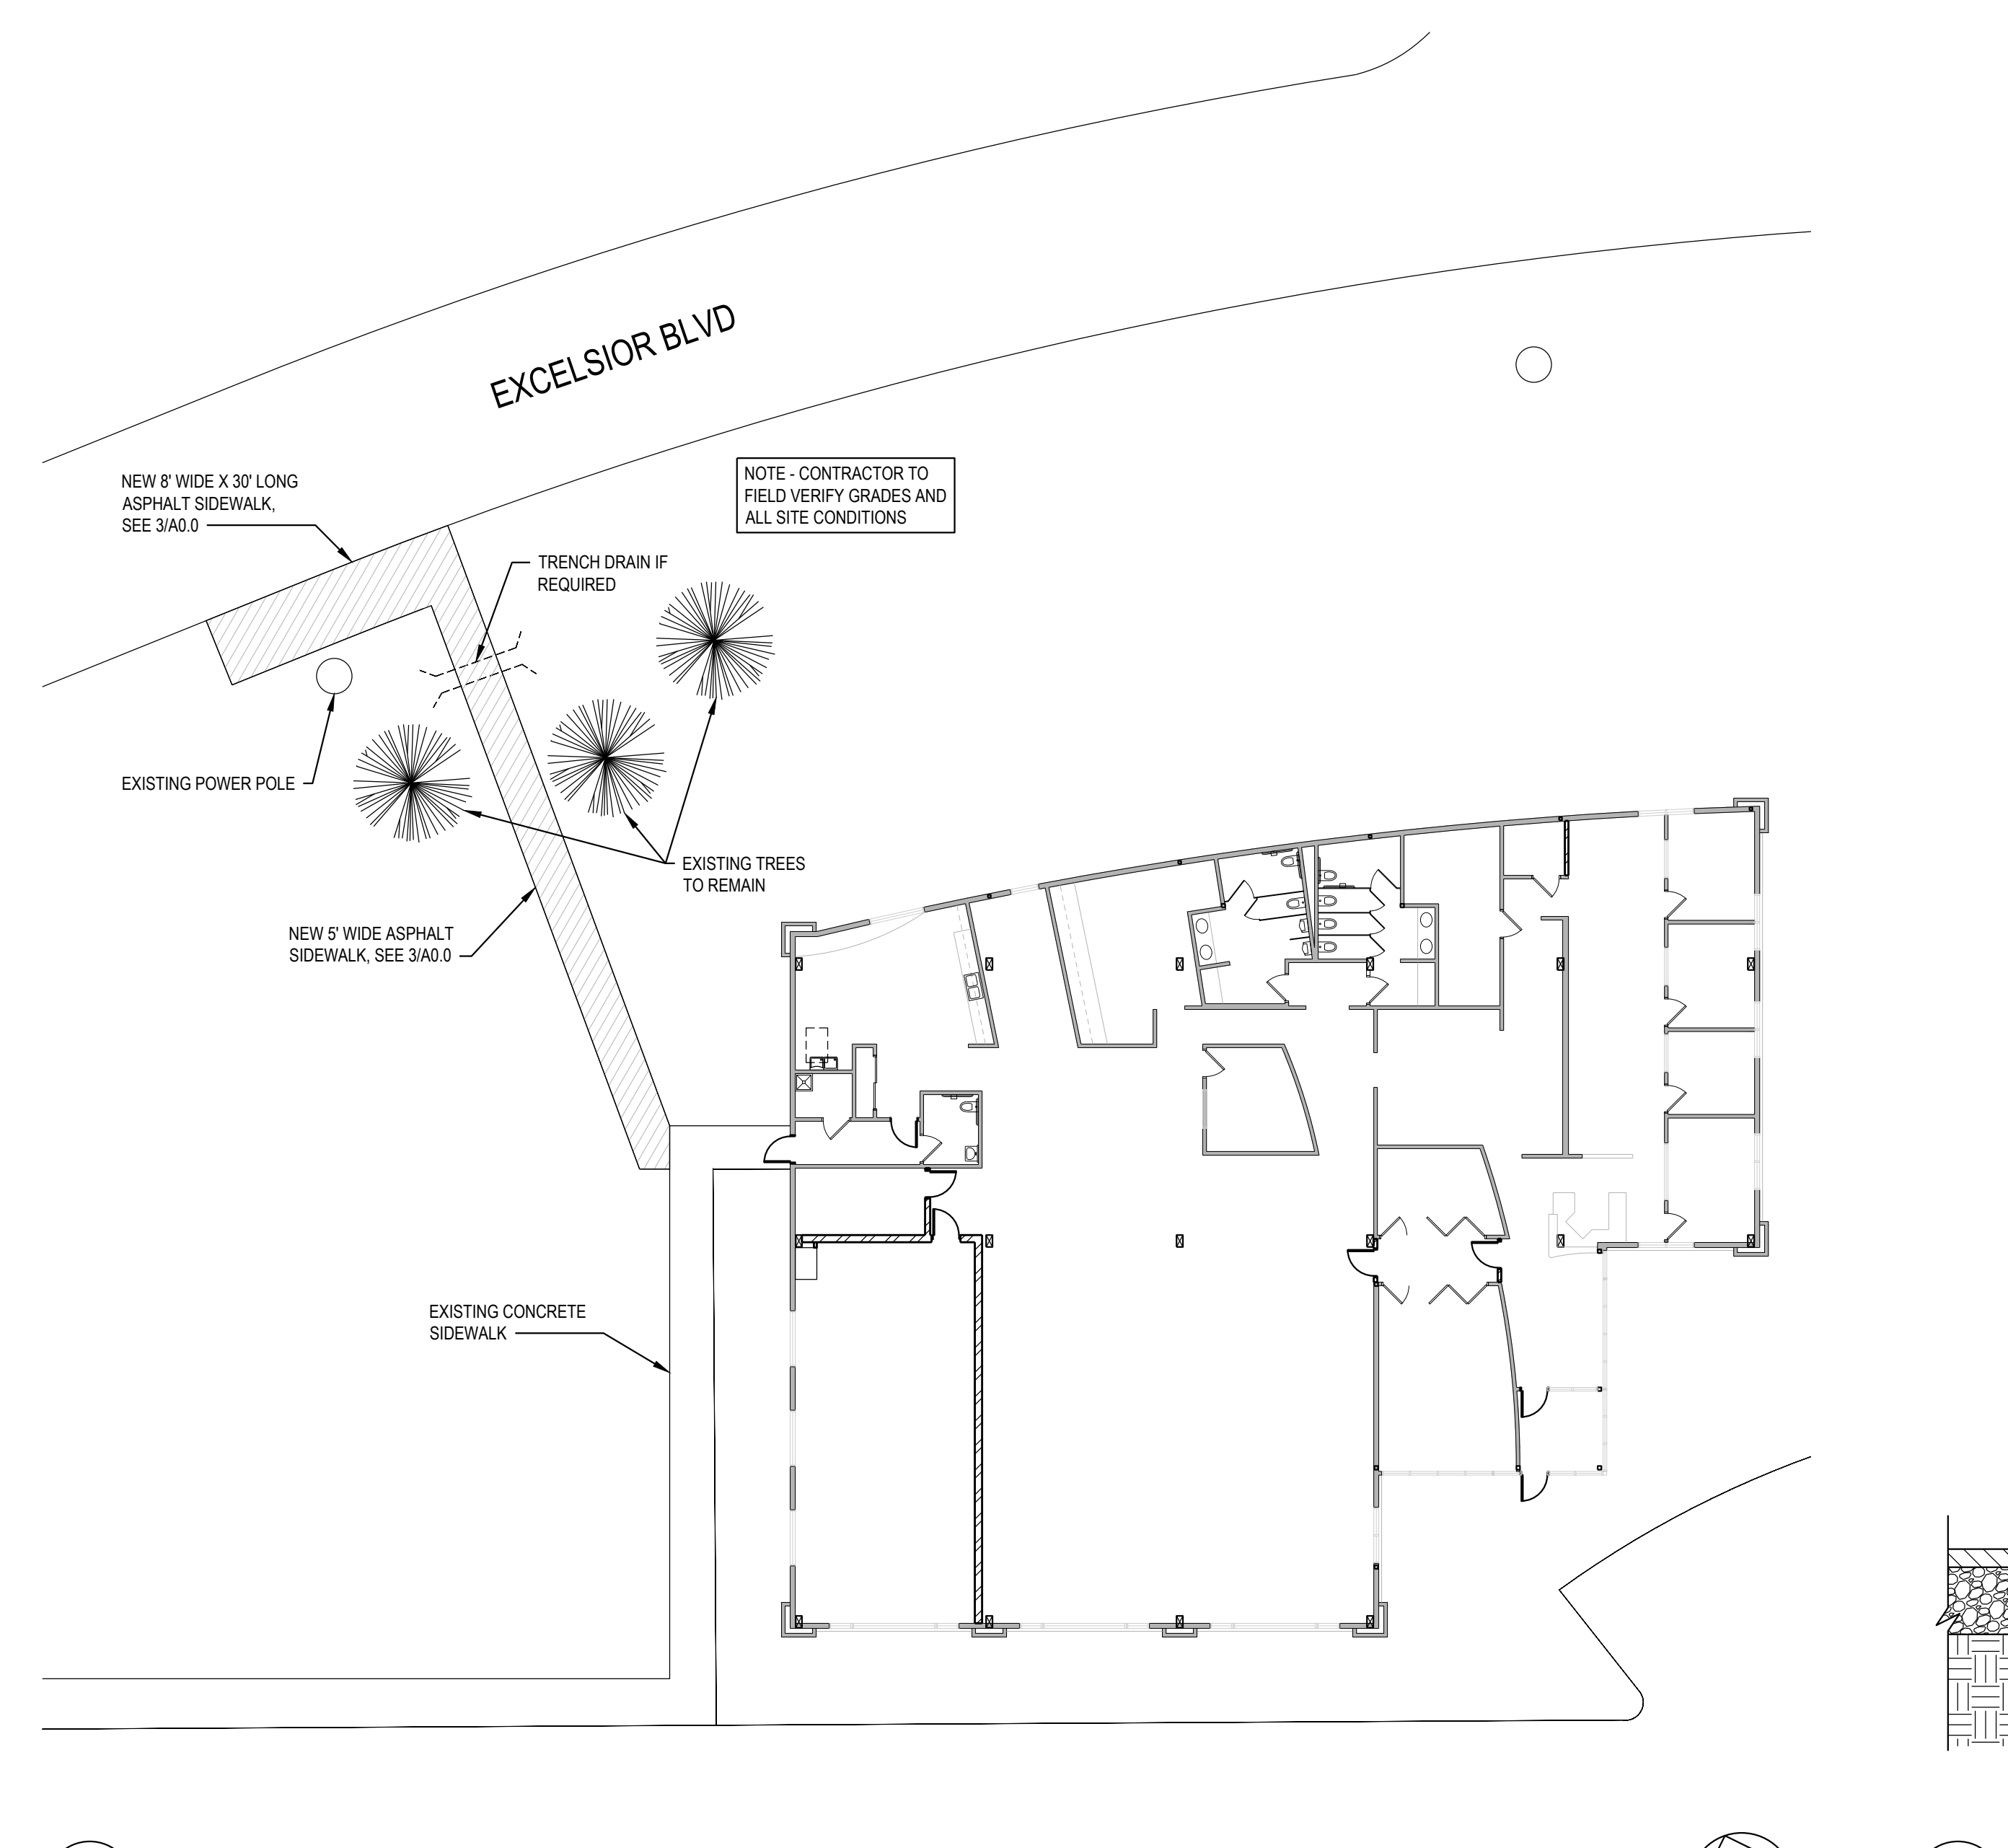 EXCELSIOR BLVD
NEW 8' WIDE X 30' LONG
ASPHALT SIDEWALK,
SEE 3/A0.0
NOTE - CONTRACTOR TO
FIELD VERIFY GRADES AND
ALL SITE CONDITIONS
TRENCH DRAIN IF
REQUIRED
EXISTING POWER POLE
EXISTING TREES
TO REMAIN
NEW 5' WIDE ASPHALT
SIDEWALK, SEE 3/A0.0
EXISTING CONCRETE
SIDEWALK